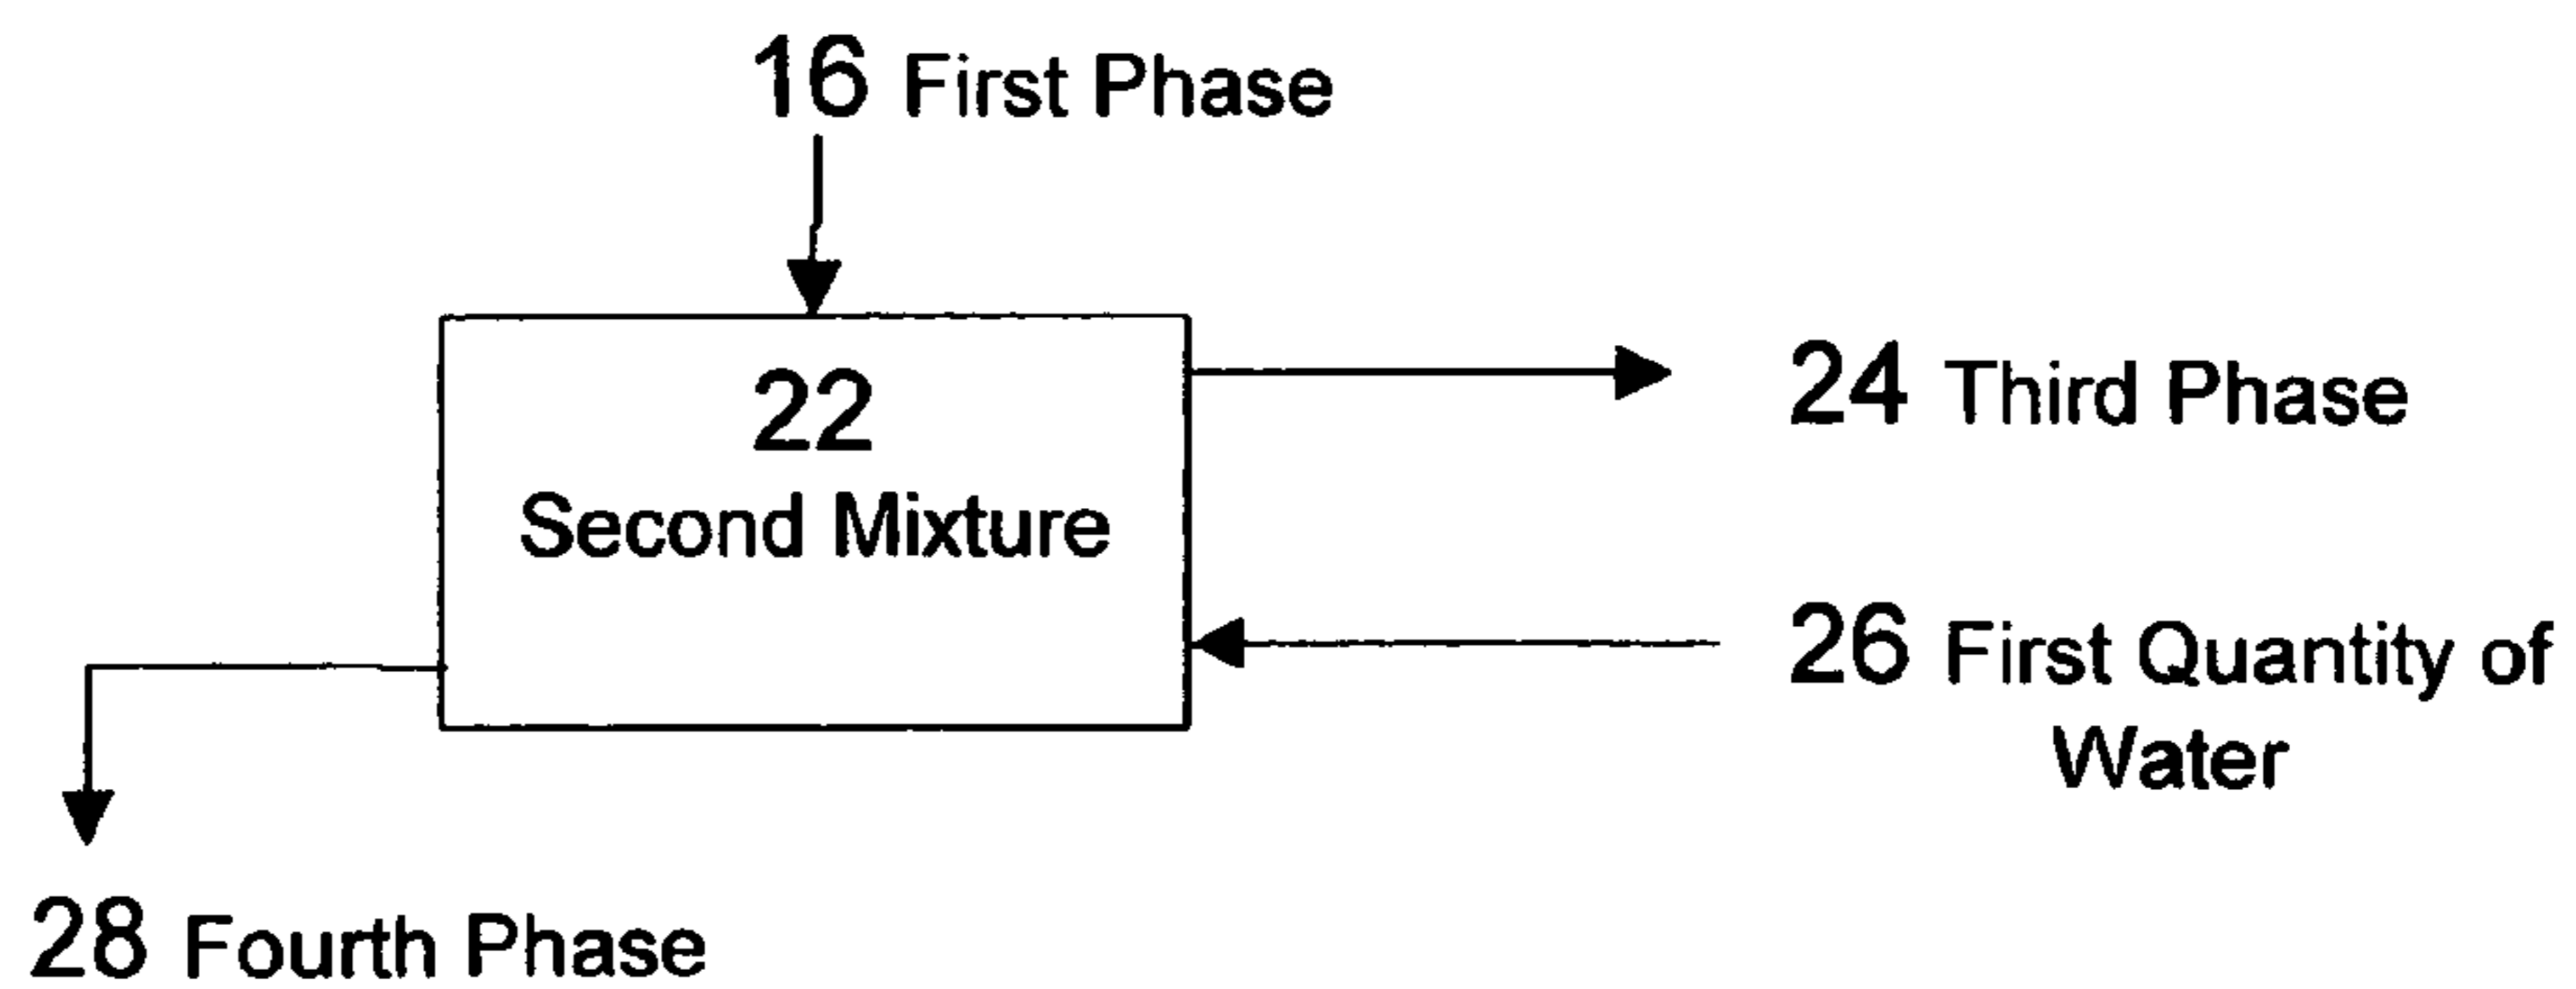 16 First Phase
22
Second Mixture
24 Third Phase
26 First Quantity of
Water
28 Fourth Phase